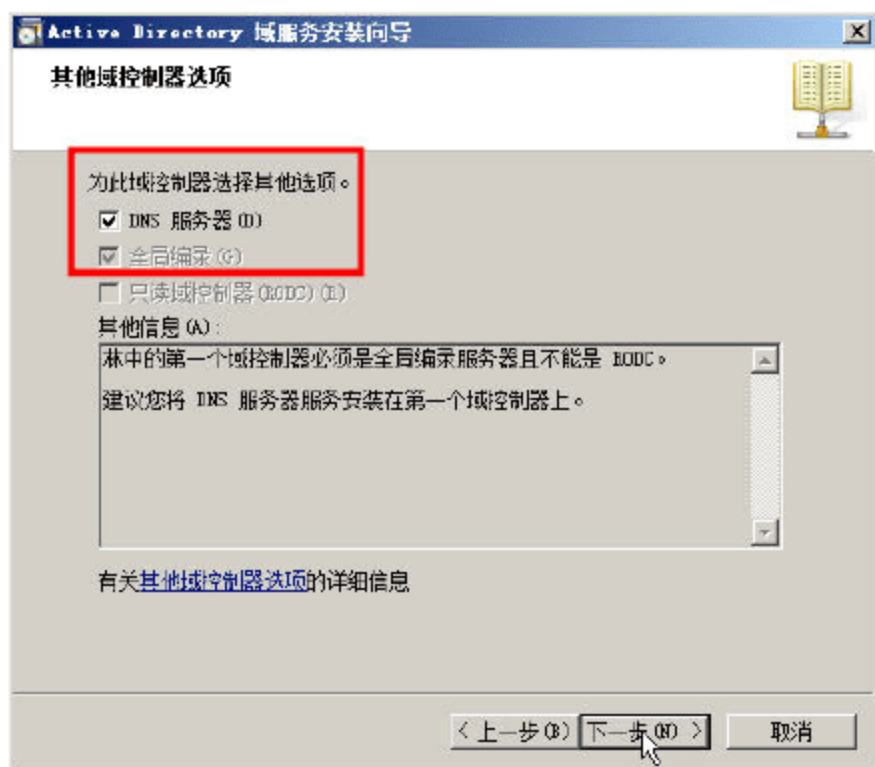 Active Directory 域服务安装向导
其他域控制器选项
为此域控制器选择其他选项。
DNS 服务器(D)
全局编录(G)
只读域控制器(RODC)(R)
其他信息(A):
林中的第一个域控制器必须是全局编录服务器且不能是 RODC。
建议您将 DNS 服务器服务安装在第一个域控制器上。
有关其他域控制器选项的详细信息
< 上一步(B) 下一步(N) > 取消